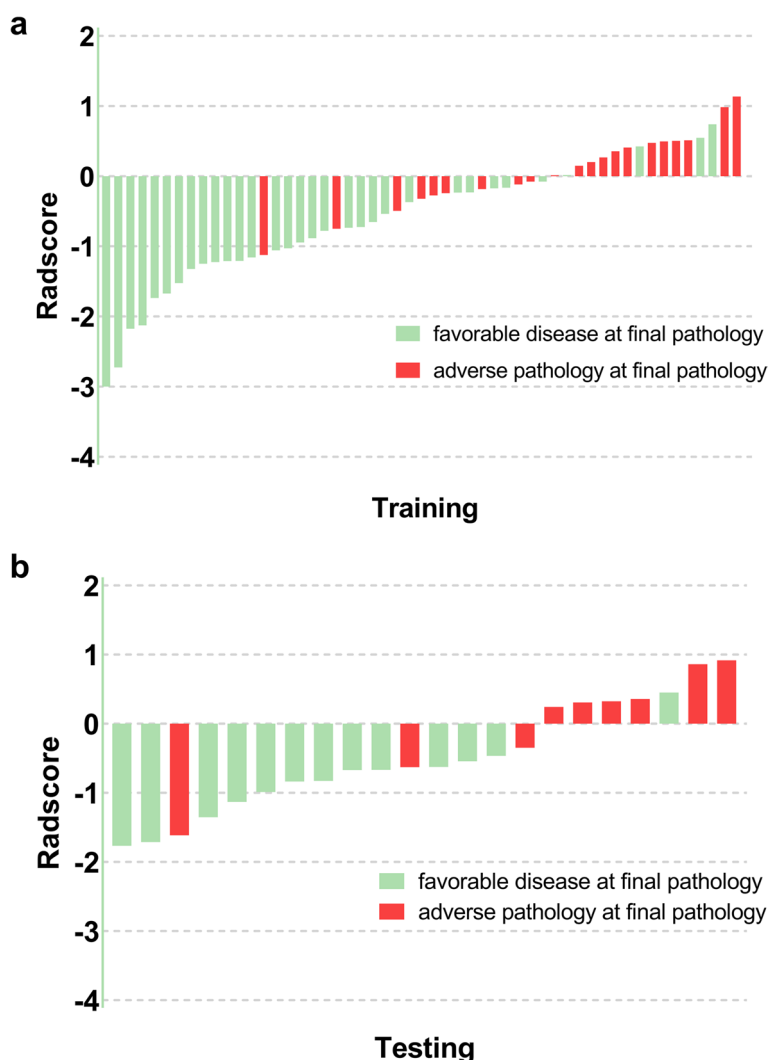 a
2
1
0
-1
-2
-3
-4
Radscore
favorable disease at final pathology
adverse pathology at final pathology
Training
b
2
1
0
-1
-2
-3
-4
Radscore
favorable disease at final pathology
adverse pathology at final pathology
Testing